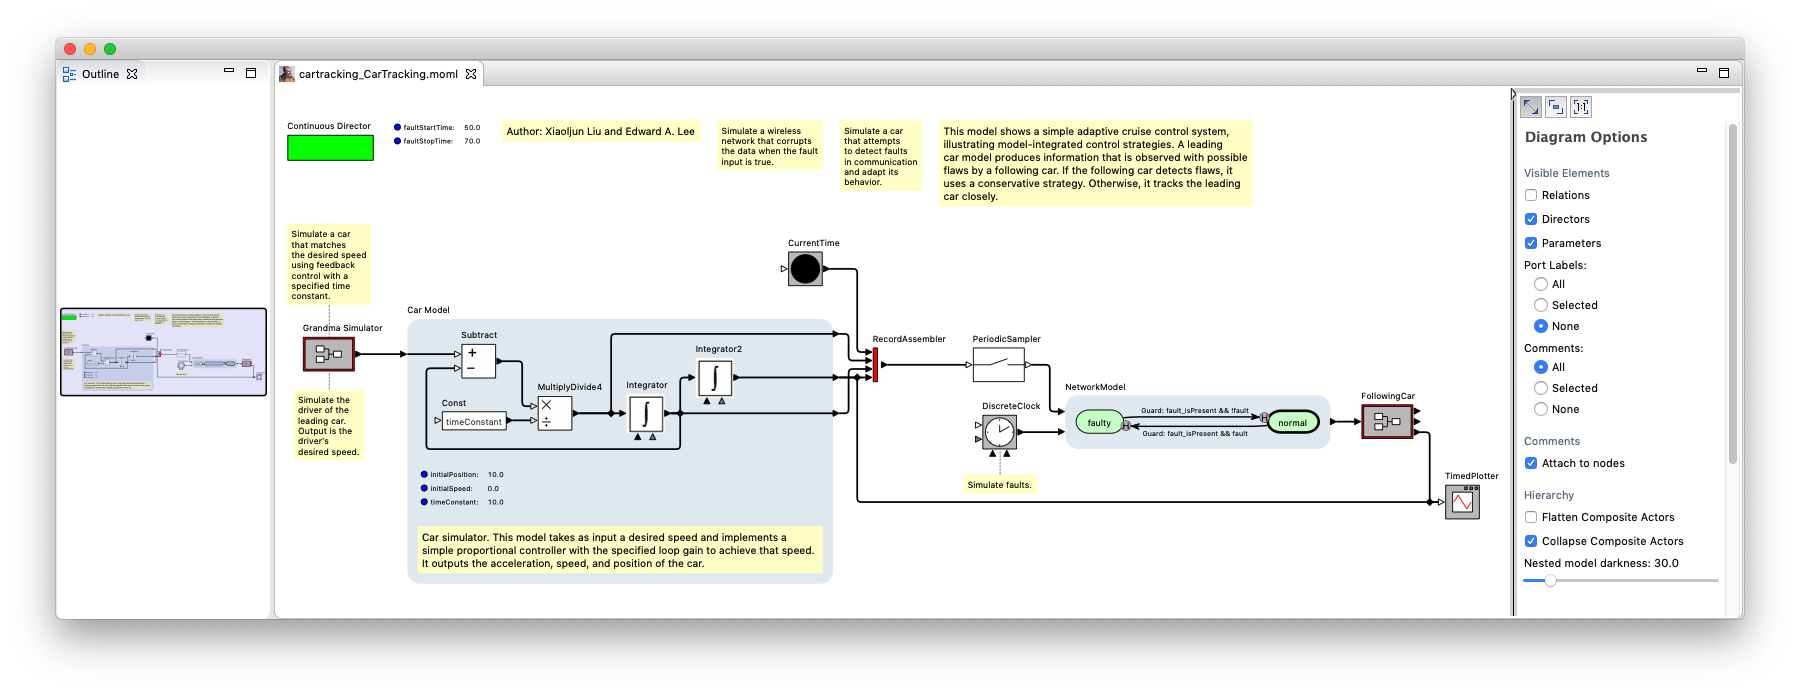 Outline
cartracking_CarTracking.moml
Continuous Director
faultStartTime: 50.0
faultStopTime: 70.0
Author: Xiaoljun Liu and Edward A. Lee
Simulate a wireless
network that corrupts
the data when the fault
input is true.
Simulate a car
that attempts
to detect faults
in communication
and adapt its
behavior.
This model shows a simple adaptive cruise control system,
illustrating model-integrated control strategies. A leading
car model produces information that is observed with possible
flaws by a following car. If the following car detects flaws, it
uses a conservative strategy. Otherwise, it tracks the leading
car closely.
Simulate a car
that matches
the desired speed
using feedback
control with a
specified time
constant.
Grandma Simulator
Simulate the
driver of the
leading car.
Output is the
driver's
desired speed.
Car Model
Subtract
+
−
Const
timeConstant
MultiplyDivide4
×
÷
Integrator
∫
Integrator2
∫
initialPosition: 10.0
initialSpeed: 0.0
timeConstant: 10.0
Car simulator. This model takes as input a desired speed and implements a
simple proportional controller with the specified loop gain to achieve that speed.
It outputs the acceleration, speed, and position of the car.
CurrentTime
RecordAssembler
PeriodicSampler
DiscreteClock
Simulate faults.
NetworkModel
faulty
Guard: fault_isPresent && !fault
H
H
Guard: fault_isPresent && fault
normal
FollowingCar
TimedPlotter
1:1
Diagram Options
Visible Elements
Relations
Directors
Parameters
Port Labels:
All
Selected
None
Comments:
All
Selected
None
Comments
Attach to nodes
Hierarchy
Flatten Composite Actors
Collapse Composite Actors
Nested model darkness: 30.0